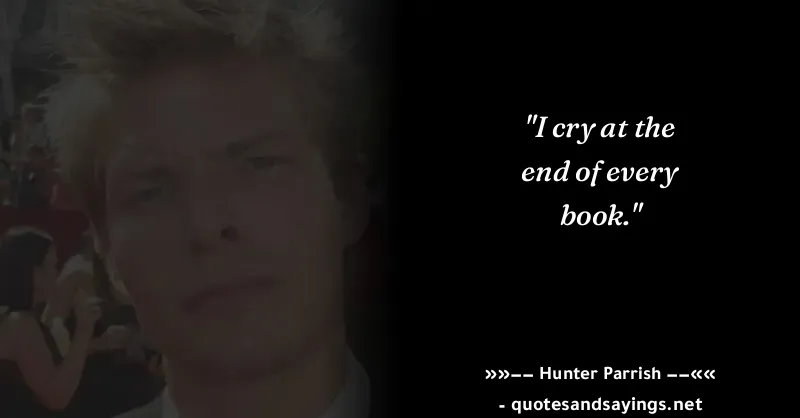 "I cry at the
end of every
book."
»»−− Hunter Parrish −−««
- quotesandsayings.net